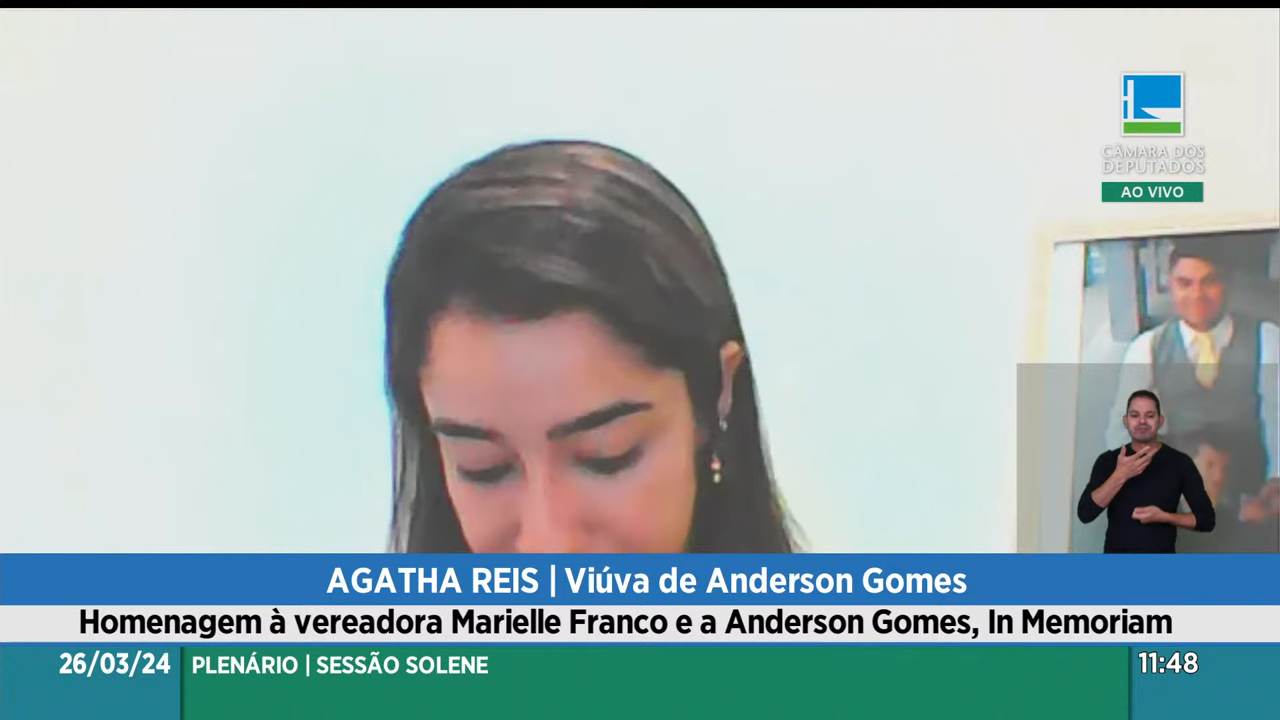 CÂMARA DOS
DEPUTADOS
AO VIVO
AGATHA REIS | Viúva de Anderson Gomes
Homenagem à vereadora Marielle Franco e a Anderson Gomes, In Memoriam
26/03/24 PLENÁRIO | SESSÃO SOLENE 11:48